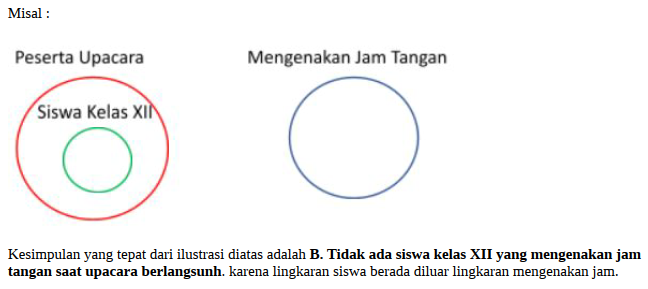 Misal :
Peserta Upacara
Mengenakan Jam Tangan
Siswa Kelas XII
Kesimpulan yang tepat dari ilustrasi diatas adalah B. Tidak ada siswa kelas XII yang mengenakan jam
tangan saat upacara berlangsunh. karena lingkaran siswa berada diluar lingkaran mengenakan jam.